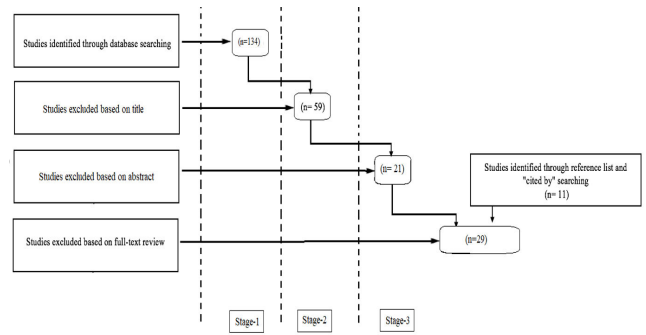 Studies identified through database searching
(n=134)
Studies excluded based on title
(n= 59)
Studies excluded based on abstract
(n= 21)
Studies identified through reference list and
"cited by" searching
(n= 11)
Studies excluded based on full-text review
(n=29)
Stage-1
Stage-2
Stage-3